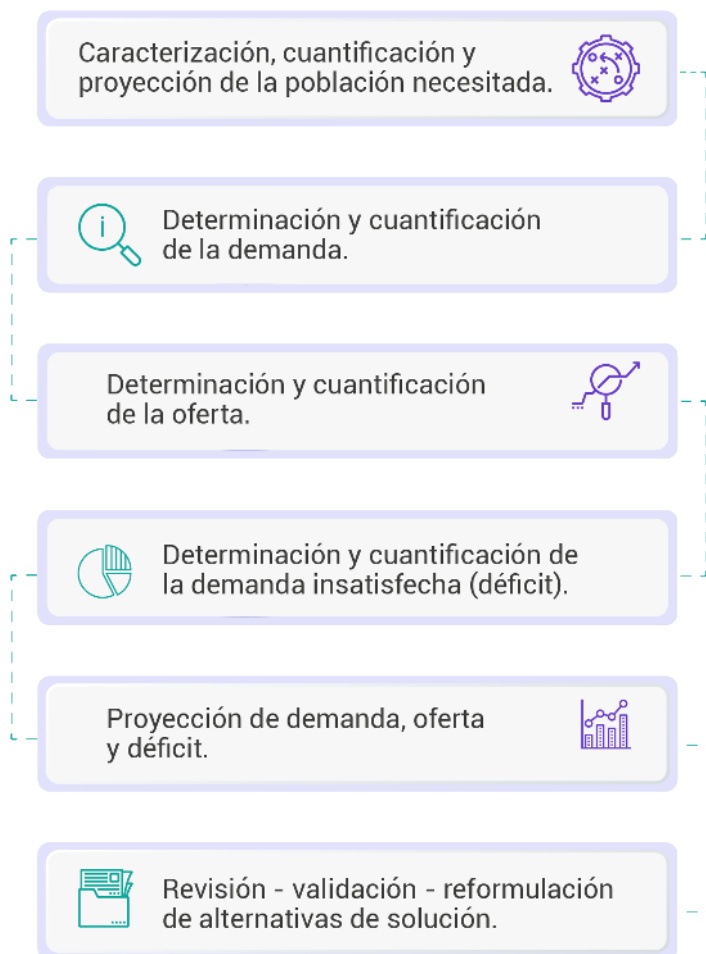 Caracterización, cuantificación y
proyección de la población necesitada.
Determinación y cuantificación
de la demanda.
Determinación y cuantificación
de la oferta.
Determinación y cuantificación de
la demanda insatisfecha (déficit).
Proyección de demanda, oferta
y déficit.
Revisión - validación - reformulación
de alternativas de solución.